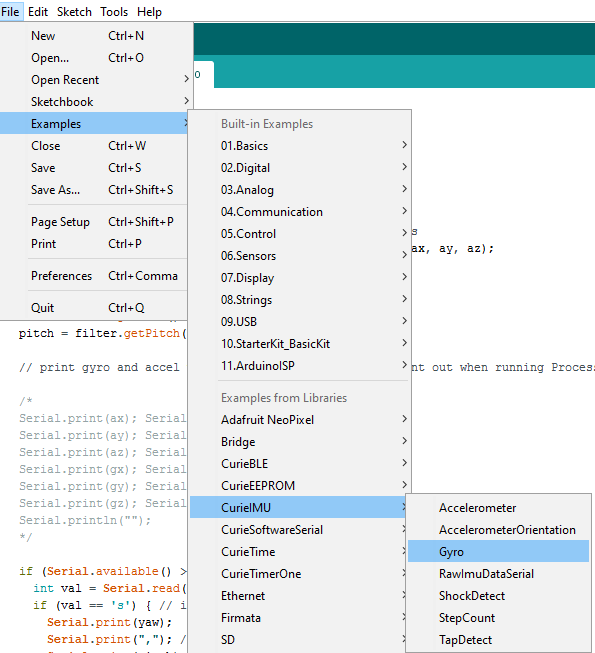 File Edit Sketch Tools Help
New Ctrl+N
Open... Ctrl+O
Open Recent
Sketchbook
Examples
Close Ctrl+W
Save Ctrl+S
Save As... Ctrl+Shift+S
Page Setup Ctrl+Shift+P
Print Ctrl+P
Preferences Ctrl+Comma
Quit Ctrl+Q
Built-in Examples
01.Basics
02.Digital
03.Analog
04.Communication
05.Control
06.Sensors
07.Display
08.Strings
09.USB
10.StarterKit_BasicKit
11.ArduinoISP
Examples from Libraries
Adafruit NeoPixel
Bridge
CurieBLE
CurieEEPROM
CurieIMU
CurieSoftwareSerial
CurieTime
CurieTimerOne
Ethernet
Firmata
SD
Accelerometer
AccelerometerOrientation
Gyro
RawImuDataSerial
ShockDetect
StepCount
TapDetect
s
ax, ay, az);
pitch = filter.getPitch(
// print gyro and accel nt out when running Proces
/*
Serial.print(ax); Serial
Serial.print(ay); Serial
Serial.print(az); Serial
Serial.print(gx); Serial
Serial.print(gy); Serial
Serial.print(gz); Serial
Serial.println("");
*/
if (Serial.available() >
int val = Serial.read(
if (val == 's') { // i
Serial.print(yaw);
Serial.print(","); /